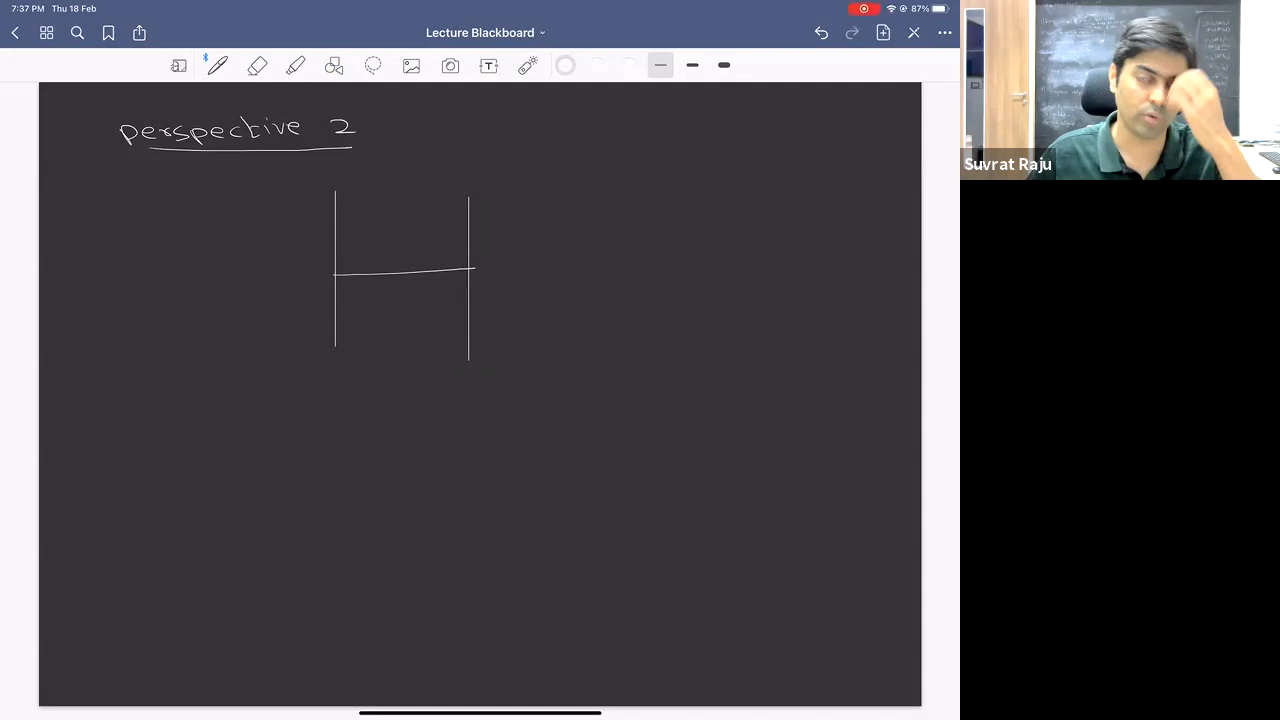 7:37 PM Thu 18 Feb
87%
Lecture Blackboard
T
perspective 2
Suvrat Raju